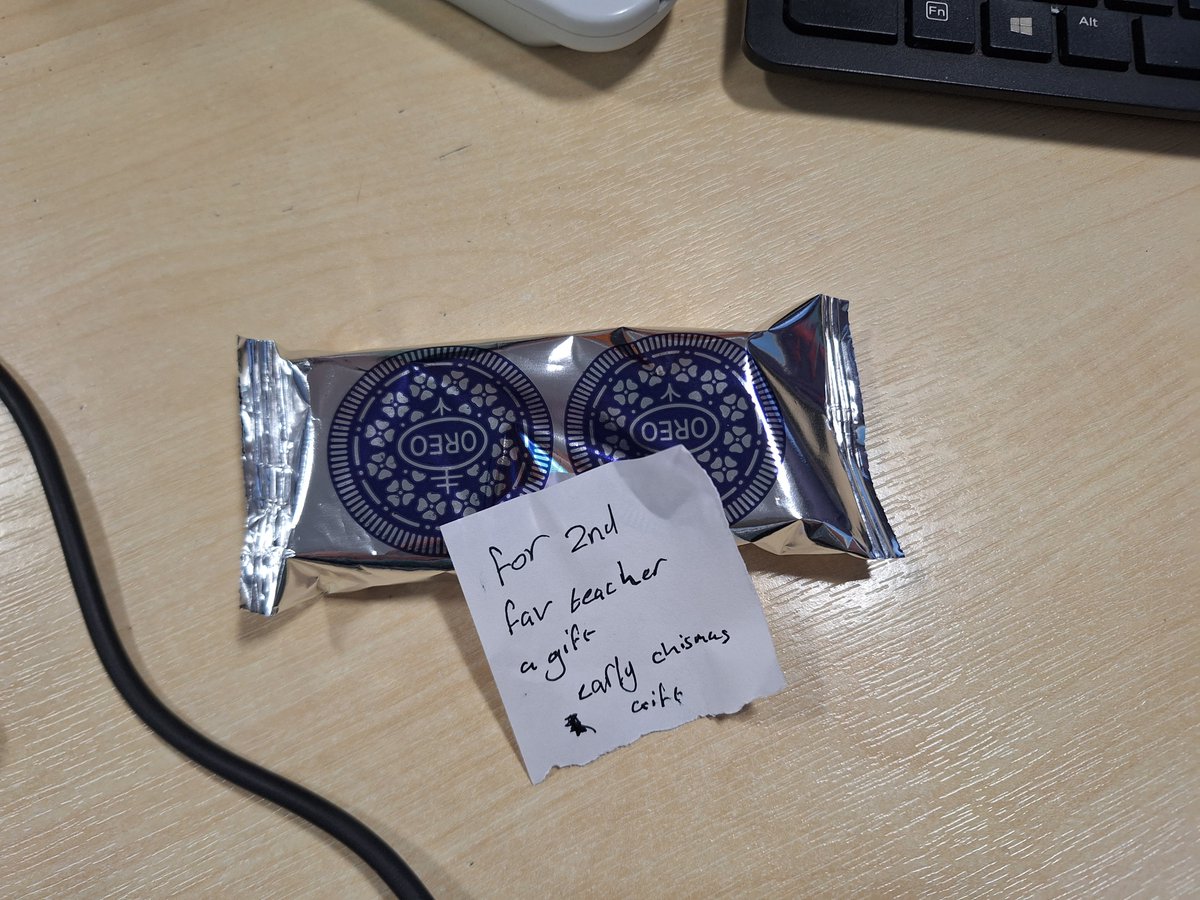 Fn
Alt
OREO
OREO
for 2nd
fav teacher
a gift
early chismas
gift